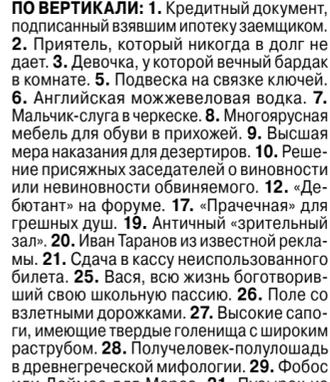 ПО ВЕРТИКАЛИ: 1. Кредитный документ,
подписанный взявшим ипотеку заемщиком.
2. Приятель, который никогда в долг не
дает. 3. Девочка, у которой вечный бардак
в комнате. 5. Подвеска на связке ключей.
6. Английская можжевеловая водка. 7.
Мальчик-слуга в черкеске. 8. Многоярусная
мебель для обуви в прихожей. 9. Высшая
мера наказания для дезертиров. 10. Реше-
ние присяжных заседателей о виновности
или невиновности обвиняемого. 12. «Де-
бютант» на форуме. 17. «Прачечная» для
грешных душ. 19. Античный «зрительный
зал». 20. Иван Таранов из известной рекла-
мы. 21. Сдача в кассу неиспользованного
билета. 25. Вася, всю жизнь боготворив-
ший свою школьную пассию. 26. Поле со
взлетными дорожками. 27. Высокие сапо-
ги, имеющие твердые голенища с широким
раструбом. 28. Получеловек-полулошадь
в древнегреческой мифологии. 29. Фобос